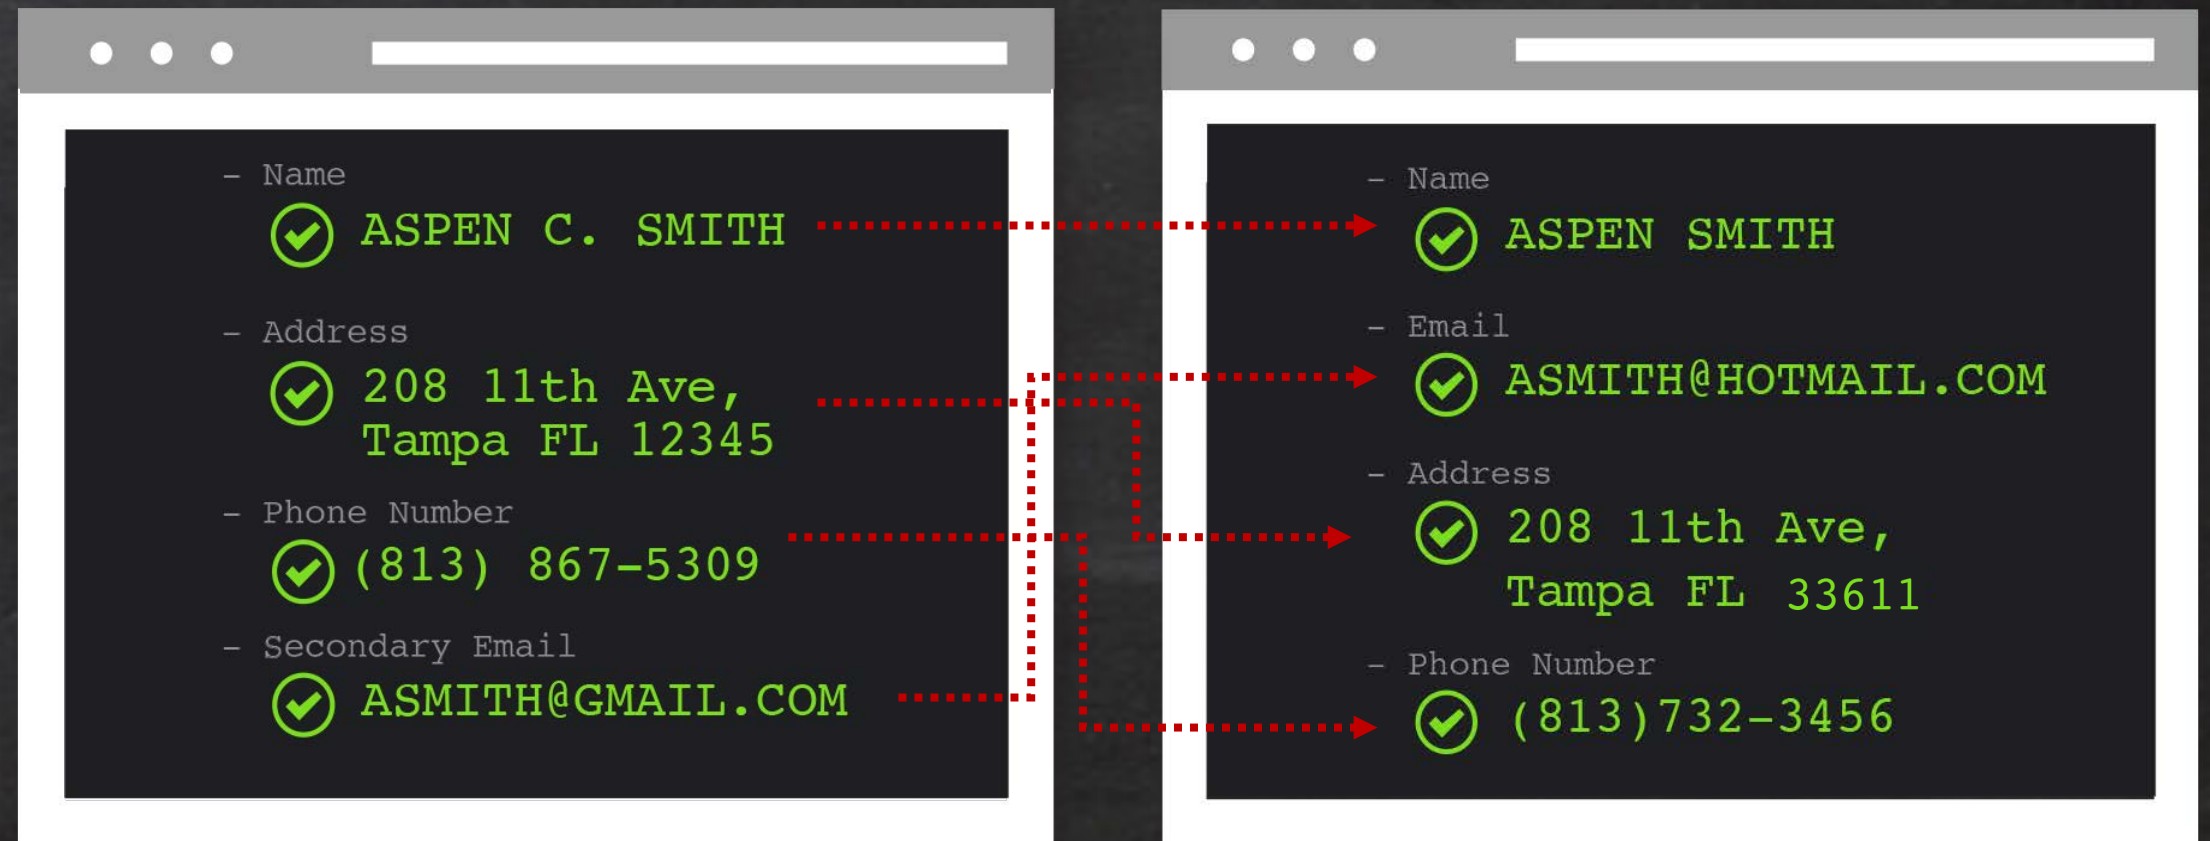 - Name
ASPEN C. SMITH
- Address
208 11th Ave,
Tampa FL 12345
- Phone Number
(813) 867-5309
- Secondary Email
ASMITH@GMAIL.COM
- Name
ASPEN SMITH
- Email
ASMITH@HOTMAIL.COM
- Address
208 11th Ave,
Tampa FL 33611
- Phone Number
(813)732-3456